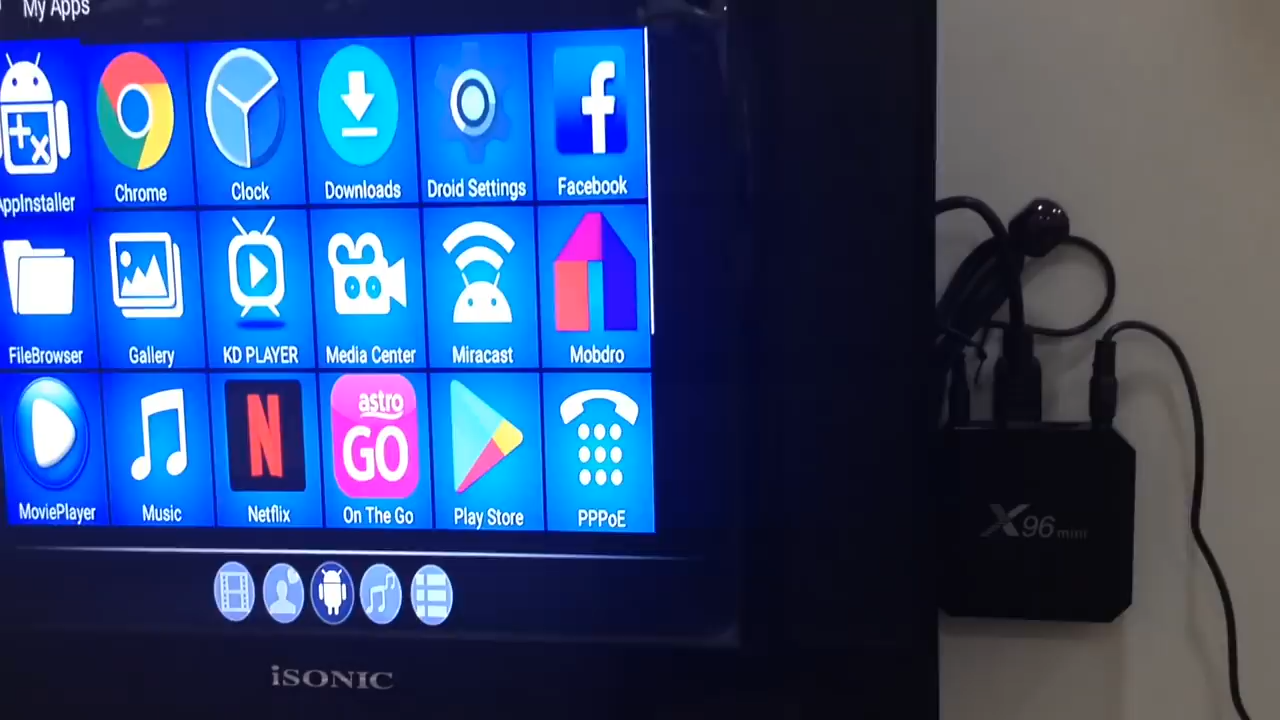 My Apps
AppInstaller
Chrome
Clock
Downloads
Droid Settings
Facebook
FileBrowser
Gallery
KD PLAYER
Media Center
Miracast
Mobdro
astro
GO
MoviePlayer
Music
Netflix
On The Go
Play Store
PPPoE
iSONIC
X96 mini